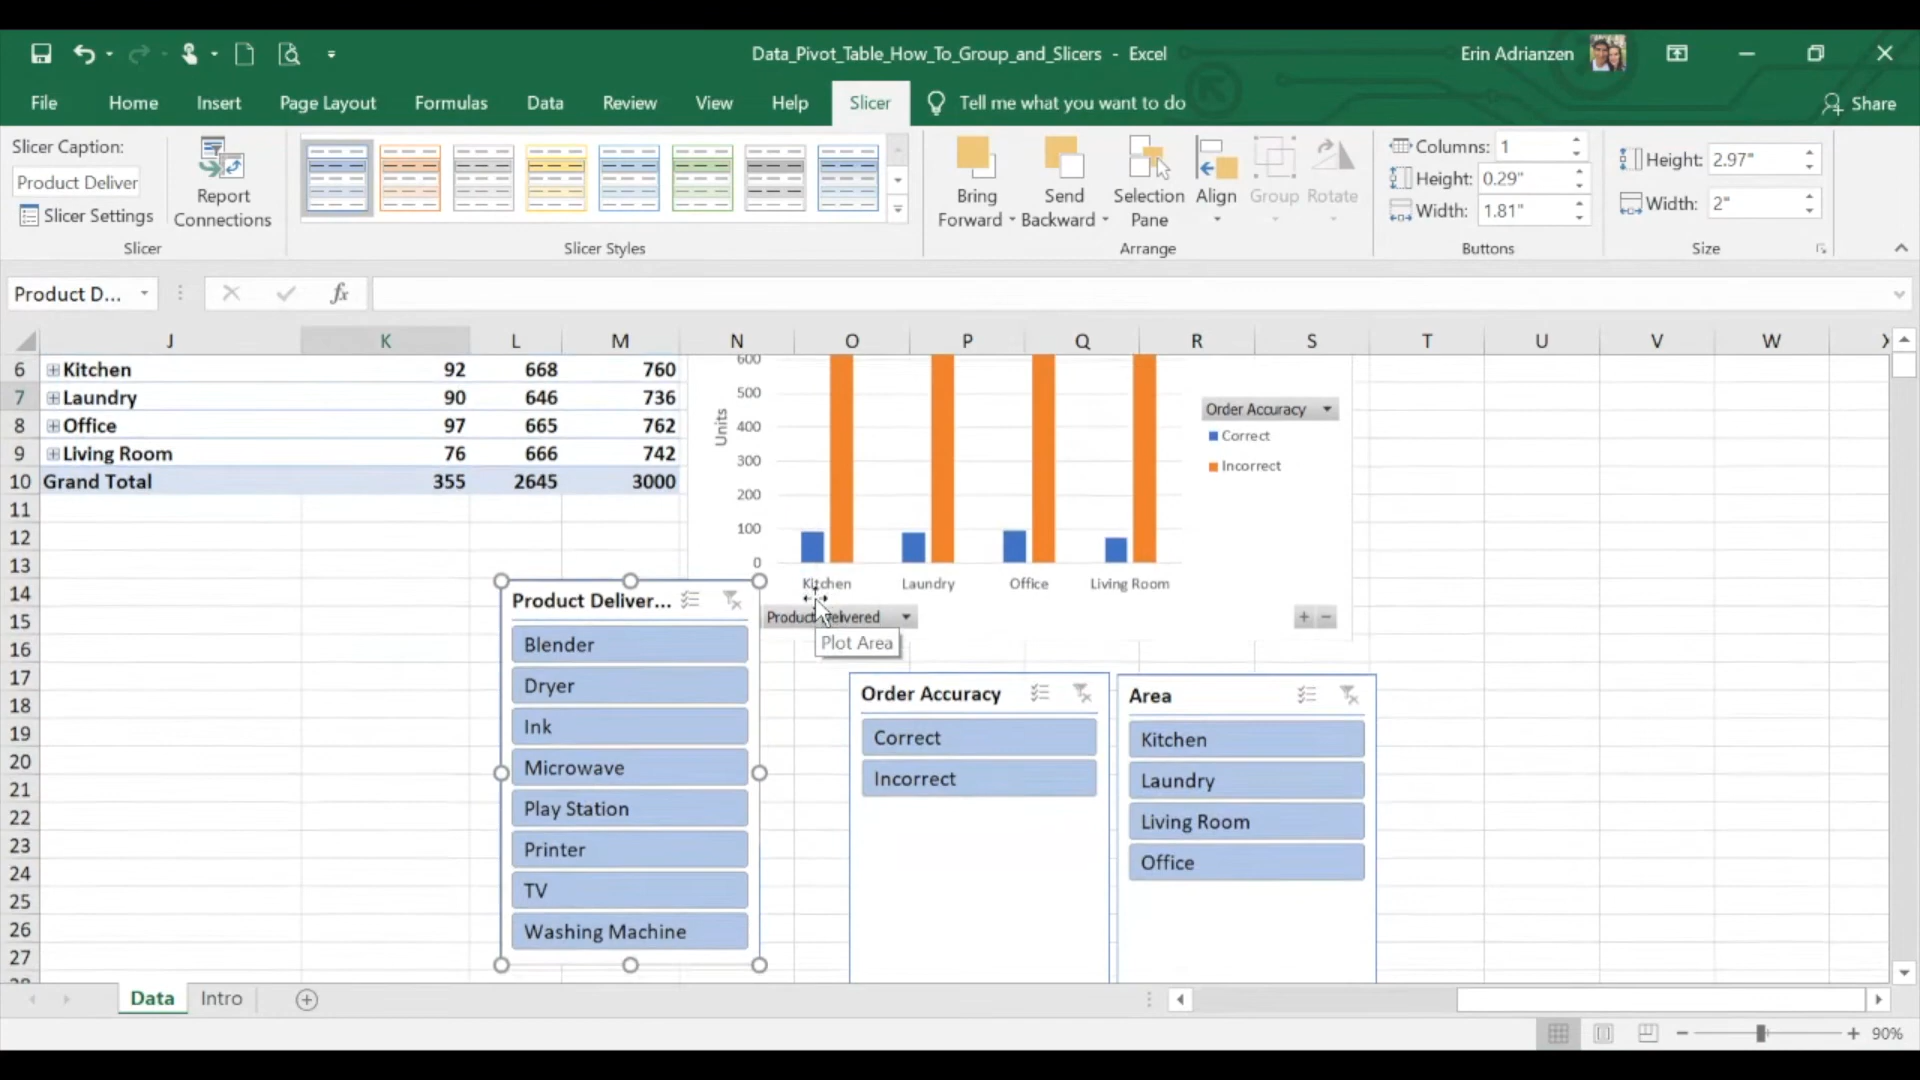 Data_Pivot_Table_How_To_Group_and_Slicers - Excel
Erin Adrianzen
File Home Insert Page Layout Formulas Data Review View Help Slicer Tell me what you want to do Share
Slicer Caption:
Product Deliver
Slicer Settings
Report
Connections
Slicer
Slicer Styles
Bring
Forward
Send
Backward
Selection
Pane
Align
Group
Rotate
Arrange
Columns: 1
Height: 0.29"
Width: 1.81"
Buttons
Height: 2.97"
Width: 2"
Size
Product D... fx
J K L M N O P Q R S T U V W
6 Kitchen 92 668 760
7 Laundry 90 646 736
8 Office 97 665 762
9 Living Room 76 666 742
10 Grand Total 355 2645 3000
11
12
13
14
15
16
17
18
19
20
21
22
23
24
25
26
27
600
500
400
300
200
100
0
Units
Kitchen Laundry Office Living Room
Order Accuracy
Correct
Incorrect
Product Delivered
+ −
Plot Area
Product Deliver...
Blender
Dryer
Ink
Microwave
Play Station
Printer
TV
Washing Machine
Order Accuracy
Correct
Incorrect
Area
Kitchen
Laundry
Living Room
Office
Data Intro
90%